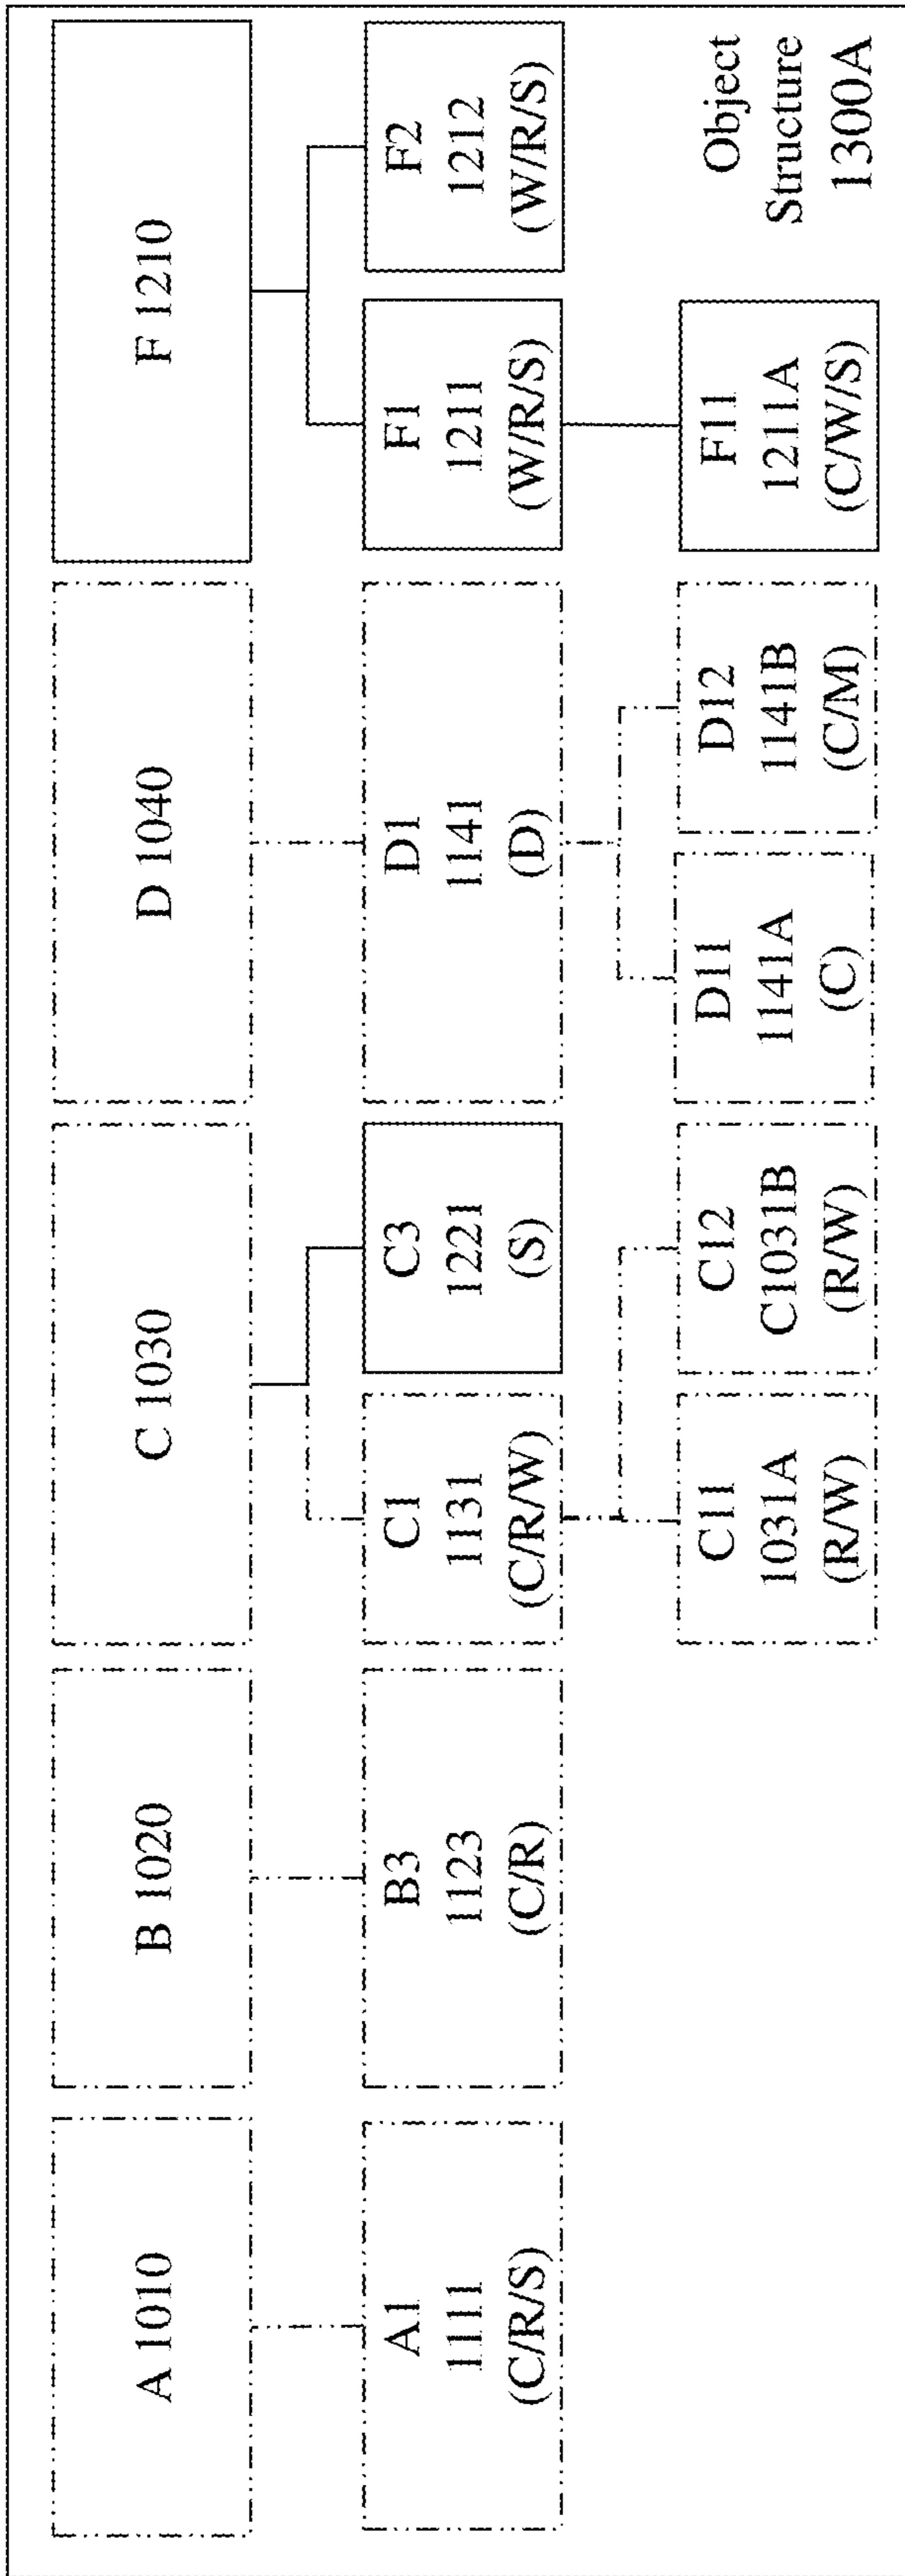 A 1010
B 1020
C 1030
D 1040
F 1210
A1
1111
(C/R/S)
B3
1123
(C/R)
C1
1131
(C/R/W)
C3
1221
(S)
D1
1141
(D)
F1
1211
(W/R/S)
F2
1212
(W/R/S)
C11
1031A
(R/W)
C12
C1031B
(R/W)
D11
1141A
(C)
D12
1141B
(C/M)
F11
1211A
(C/W/S)
Object
Structure
1300A